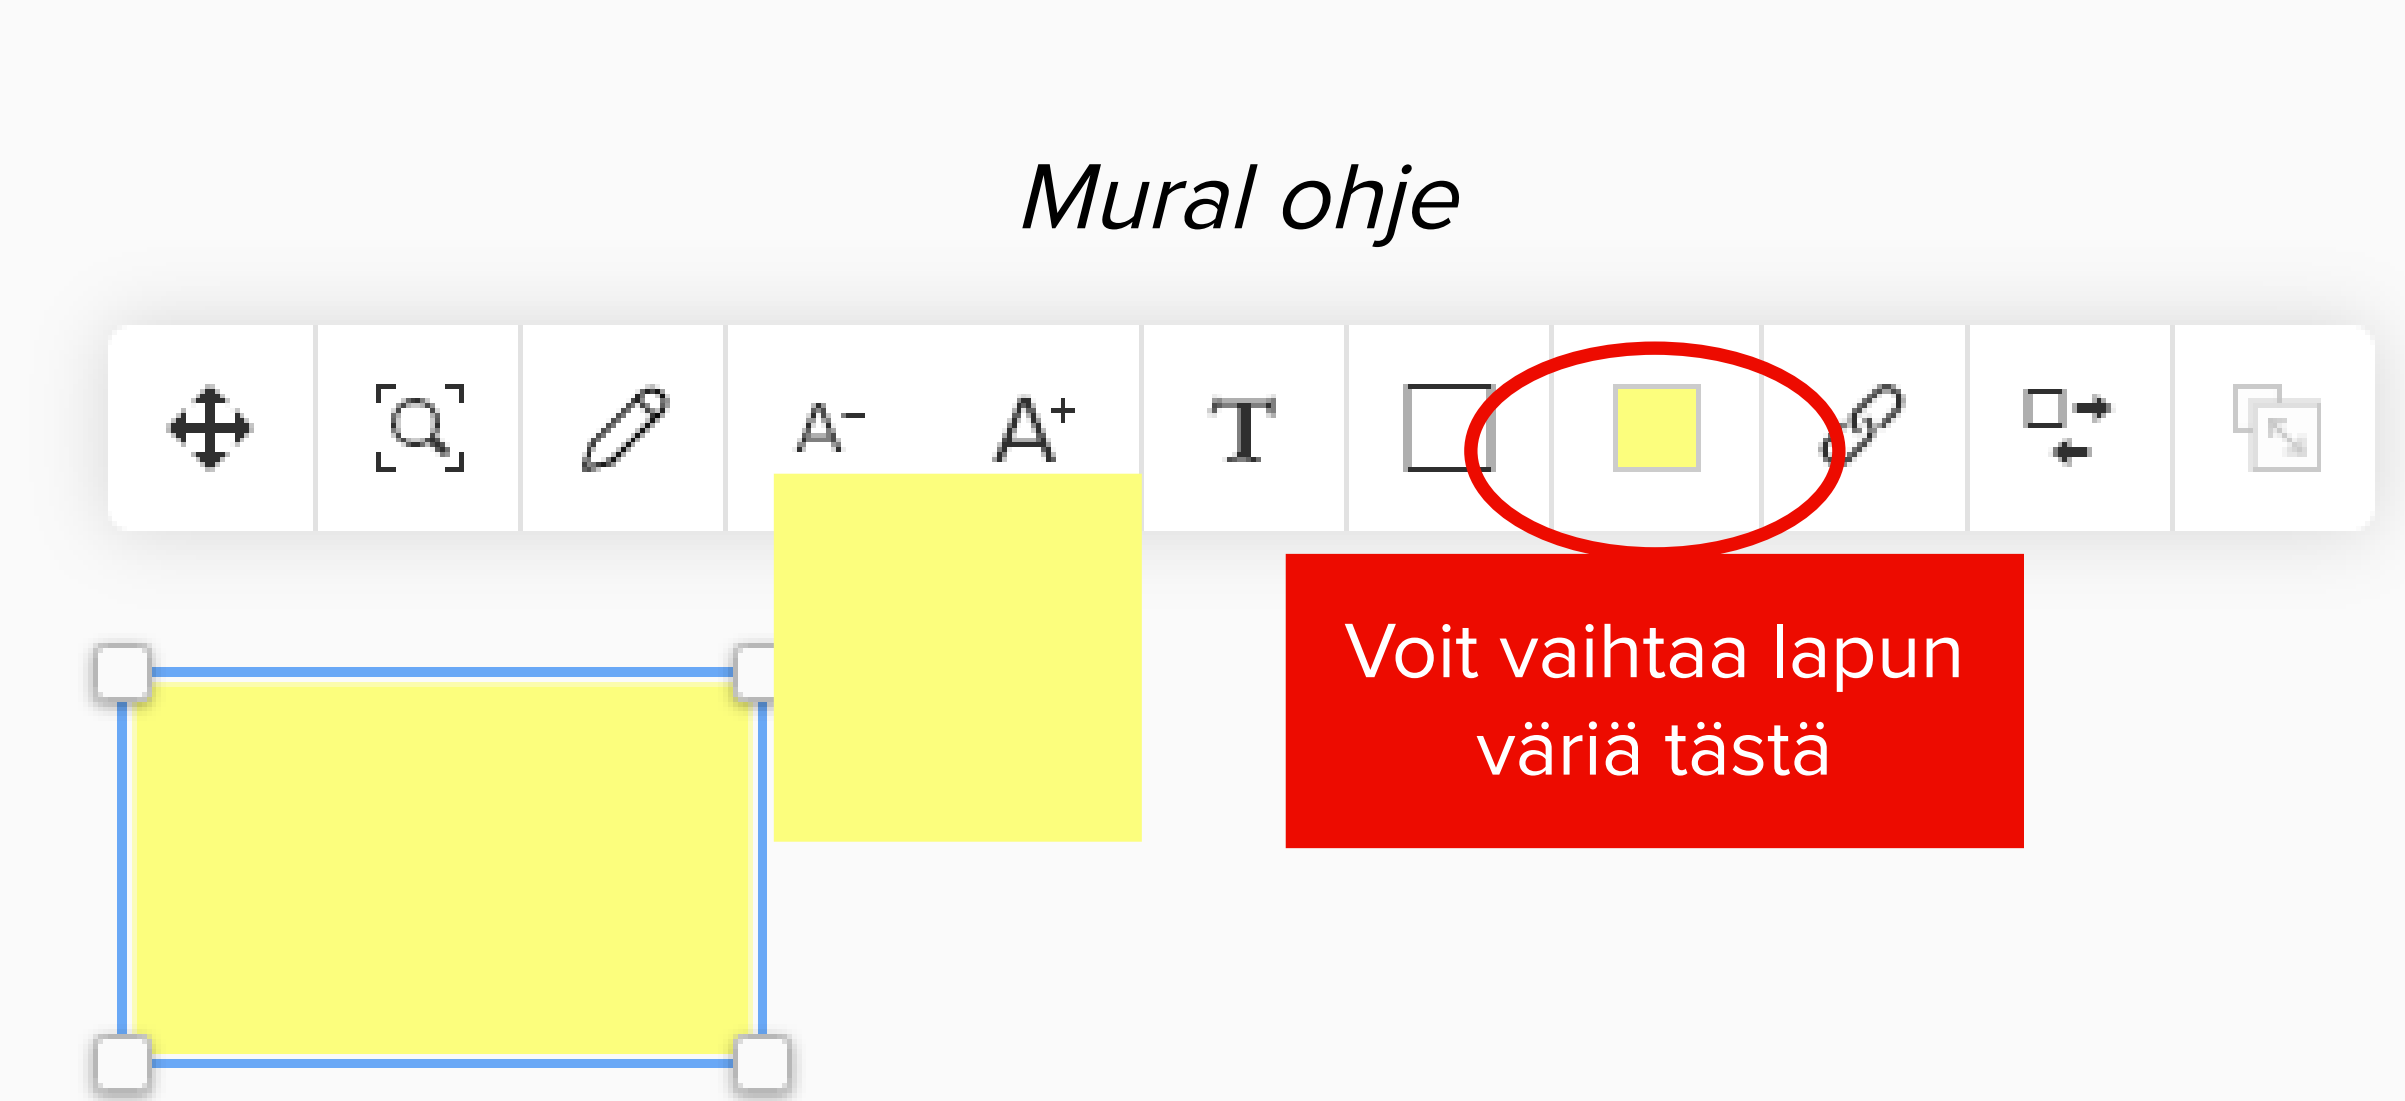 Mural ohje
A- A+ T
Voit vaihtaa lapun
väriä tästä